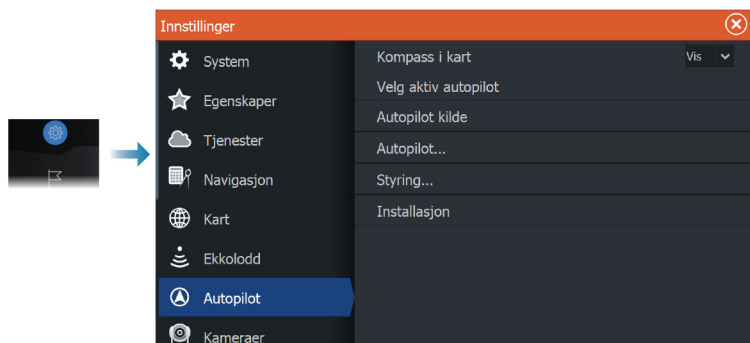 Innstillinger
System
Egenskaper
Tjenester
Navigasjon
Kart
Ekkolodd
Autopilot
Kameraer
Kompass i kart Vis
Velg aktiv autopilot
Autopilot kilde
Autopilot...
Styring...
Installasjon